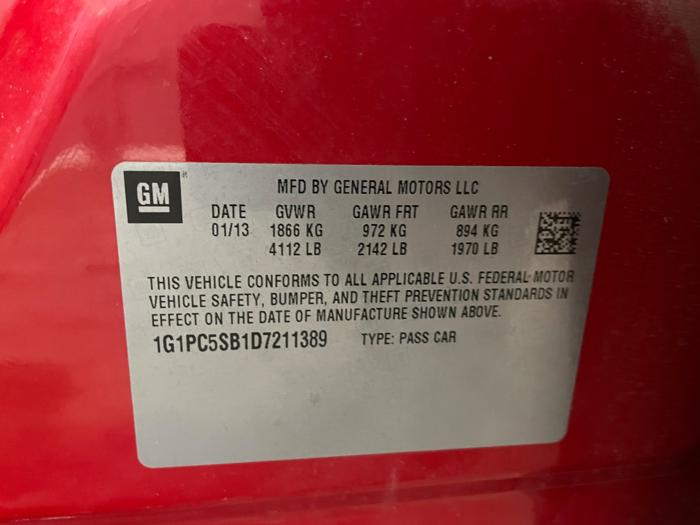 GM
MFD BY GENERAL MOTORS LLC
DATE GVWR GAWR FRT GAWR RR
01/13 1866 KG 972 KG 894 KG
4112 LB 2142 LB 1970 LB
THIS VEHICLE CONFORMS TO ALL APPLICABLE U.S. FEDERAL MOTOR
VEHICLE SAFETY, BUMPER, AND THEFT PREVENTION STANDARDS IN
EFFECT ON THE DATE OF MANUFACTURE SHOWN ABOVE.
1G1PC5SB1D7211389 TYPE: PASS CAR